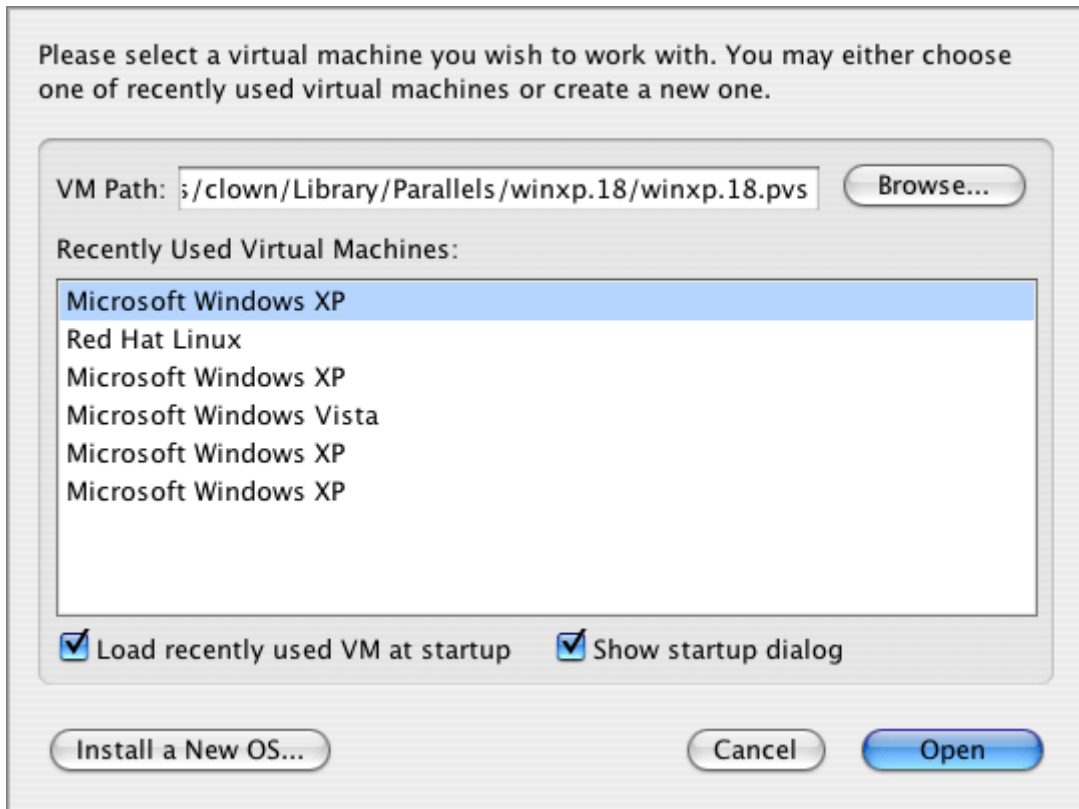 Please select a virtual machine you wish to work with. You may either choose
one of recently used virtual machines or create a new one.
VM Path: s/clown/Library/Parallels/winxp.18/winxp.18.pvs Browse...
Recently Used Virtual Machines:
Microsoft Windows XP
Red Hat Linux
Microsoft Windows XP
Microsoft Windows Vista
Microsoft Windows XP
Microsoft Windows XP
Load recently used VM at startup Show startup dialog
Install a New OS... Cancel Open